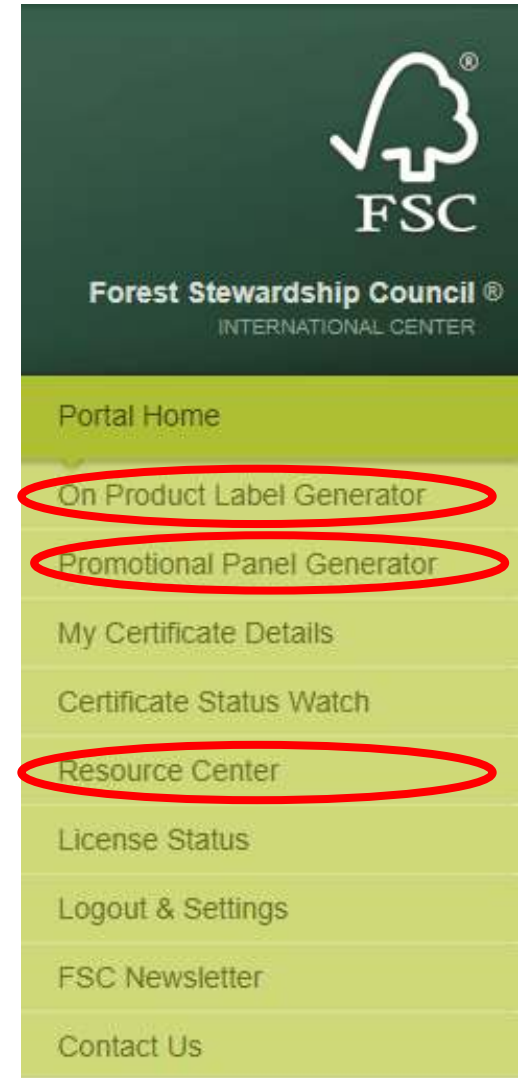 ®
FSC
Forest Stewardship Council ®
INTERNATIONAL CENTER
Portal Home
On Product Label Generator
Promotional Panel Generator
My Certificate Details
Certificate Status Watch
Resource Center
License Status
Logout & Settings
FSC Newsletter
Contact Us